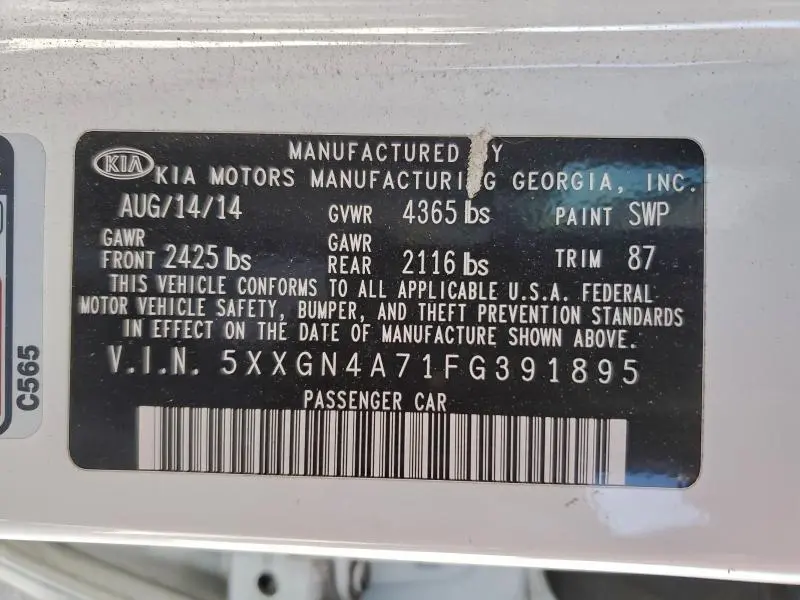 MANUFACTURED BY
KIA KIA MOTORS MANUFACTURING GEORGIA, INC.
AUG/14/14 GVWR 4365 lbs PAINT SWP
GAWR FRONT 2425 lbs GAWR REAR 2116 lbs TRIM 87
THIS VEHICLE CONFORMS TO ALL APPLICABLE U.S.A. FEDERAL
MOTOR VEHICLE SAFETY, BUMPER, AND THEFT PREVENTION STANDARDS
IN EFFECT ON THE DATE OF MANUFACTURE SHOWN ABOVE.
V.I.N. 5XXGN4A71FG391895
PASSENGER CAR
C565